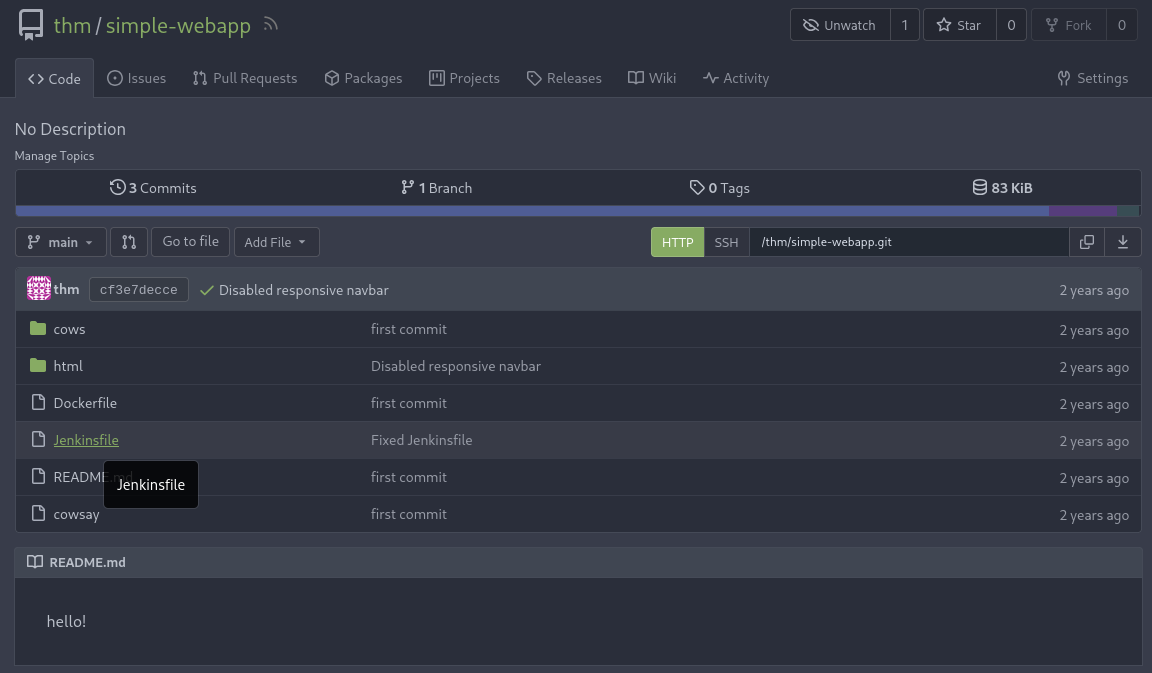 thm / simple-webapp Unwatch 1 Star 0 Fork 0
Code Issues Pull Requests Packages Projects Releases Wiki Activity Settings
No Description
Manage Topics
3 Commits 1 Branch 0 Tags 83 KiB
main Go to file Add File HTTP SSH /thm/simple-webapp.git
thm cf3e7decce Disabled responsive navbar 2 years ago
cows first commit 2 years ago
html Disabled responsive navbar 2 years ago
Dockerfile first commit 2 years ago
Jenkinsfile Fixed Jenkinsfile 2 years ago
README.md first commit 2 years ago
Jenkinsfile
cowsay first commit 2 years ago
README.md
hello!